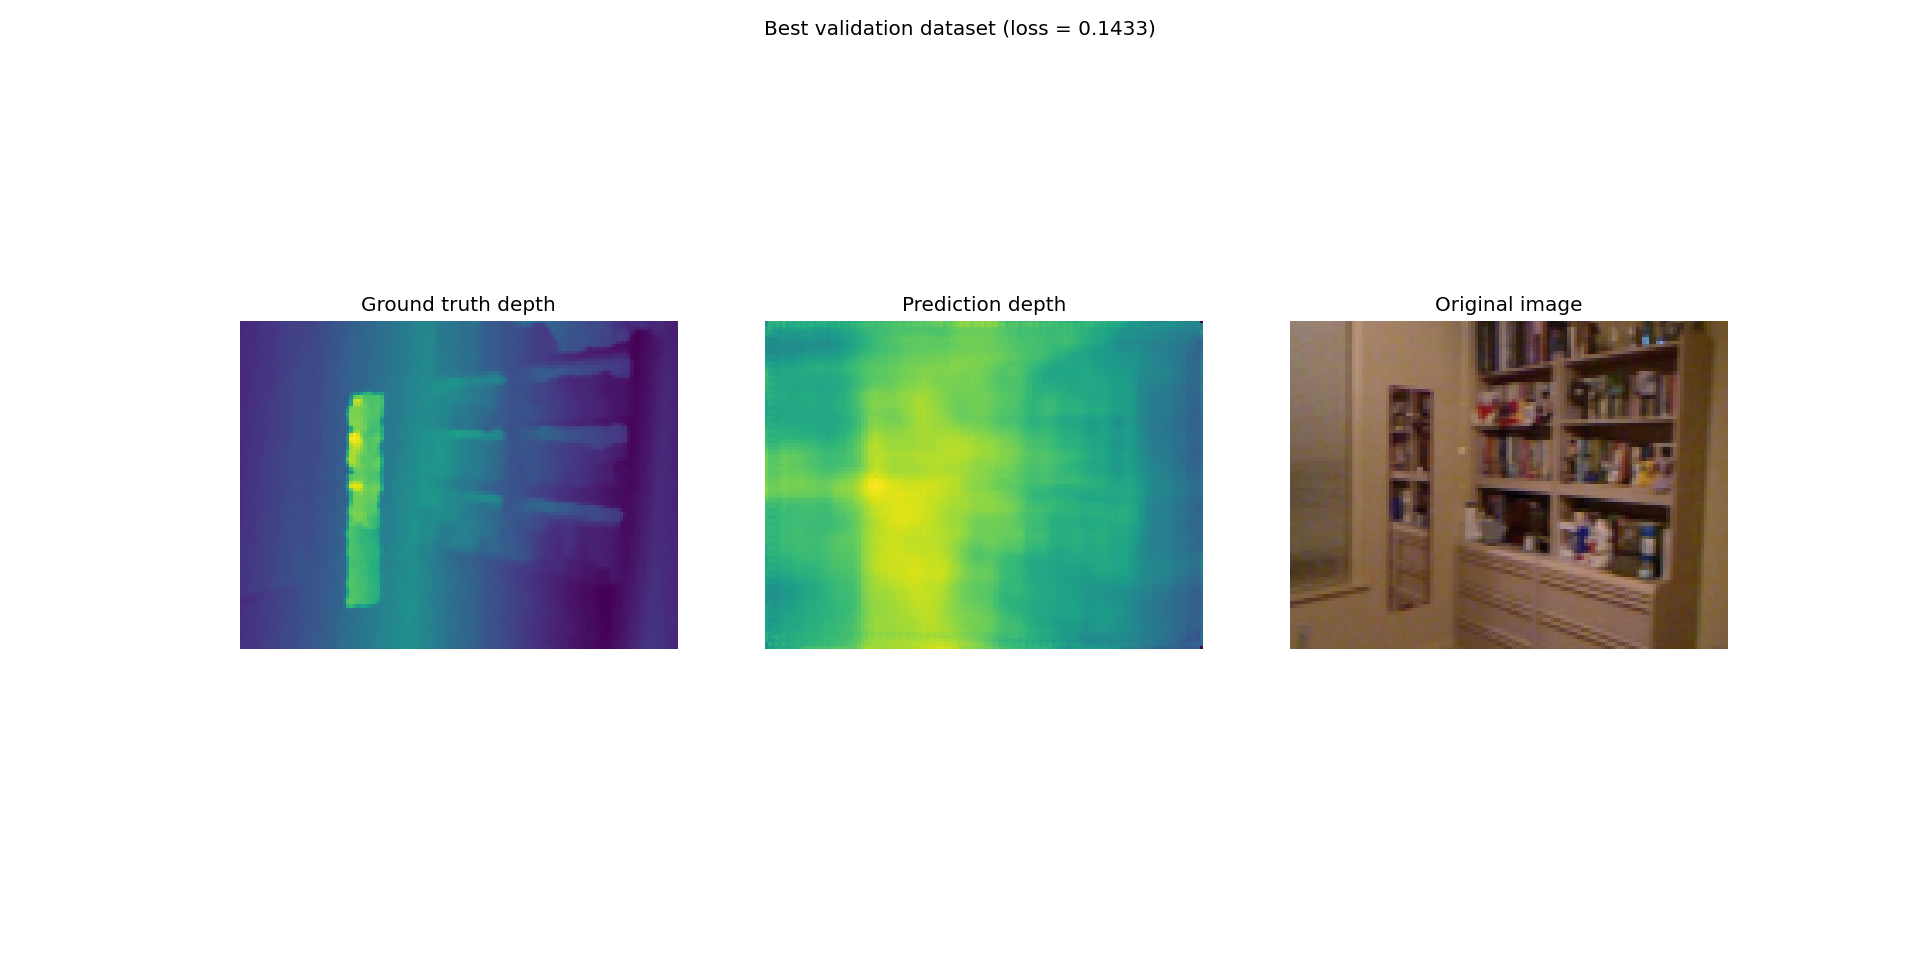 Best validation dataset (loss = 0.1433)
Ground truth depth
Prediction depth
Original image